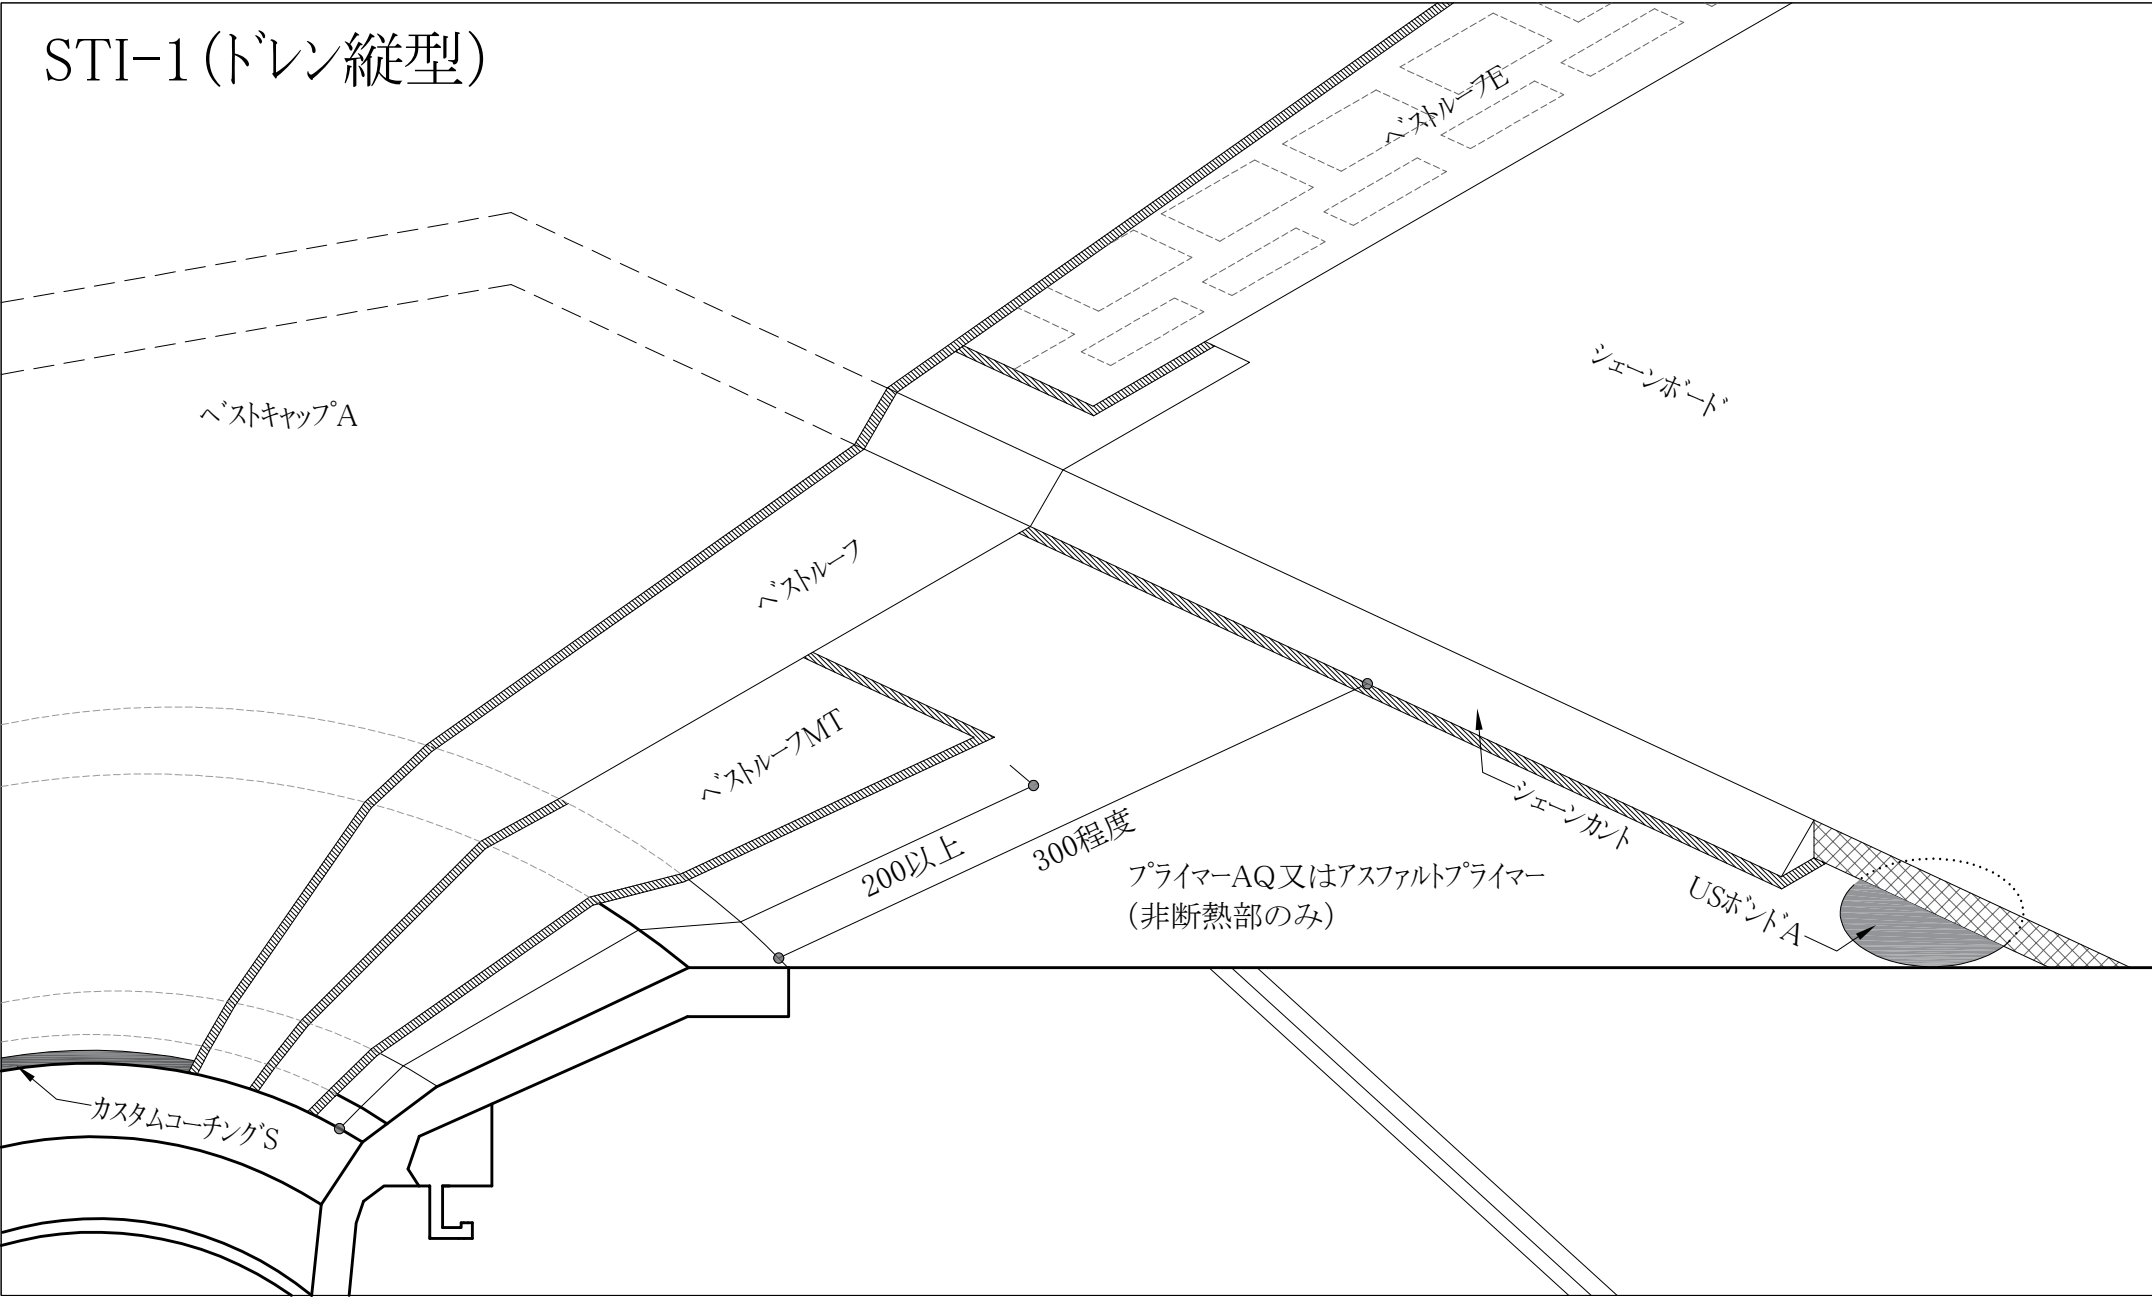 STI-1(ドレン縦型)
ベストルーフE
シェーンボード
ベストキャップA
ベストルーフ
ベストルーフMT
シェーンカント
200以上
300程度
プライマーAQ又はアスファルトプライマー
(非断熱部のみ)
USボンドA
カスタムコーチングS